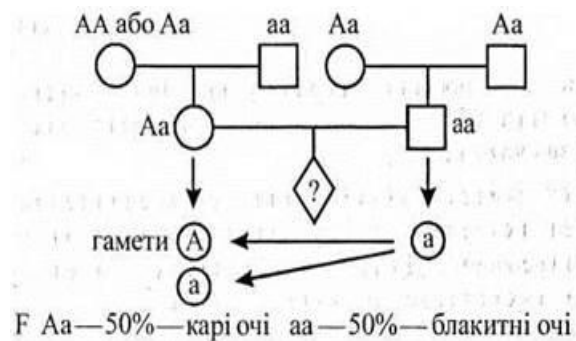 АА або Аа аа Аа Аа
Аа аа
?
гамети А а
а
F Аа—50%—карі очі аа—50%—блакитні очі